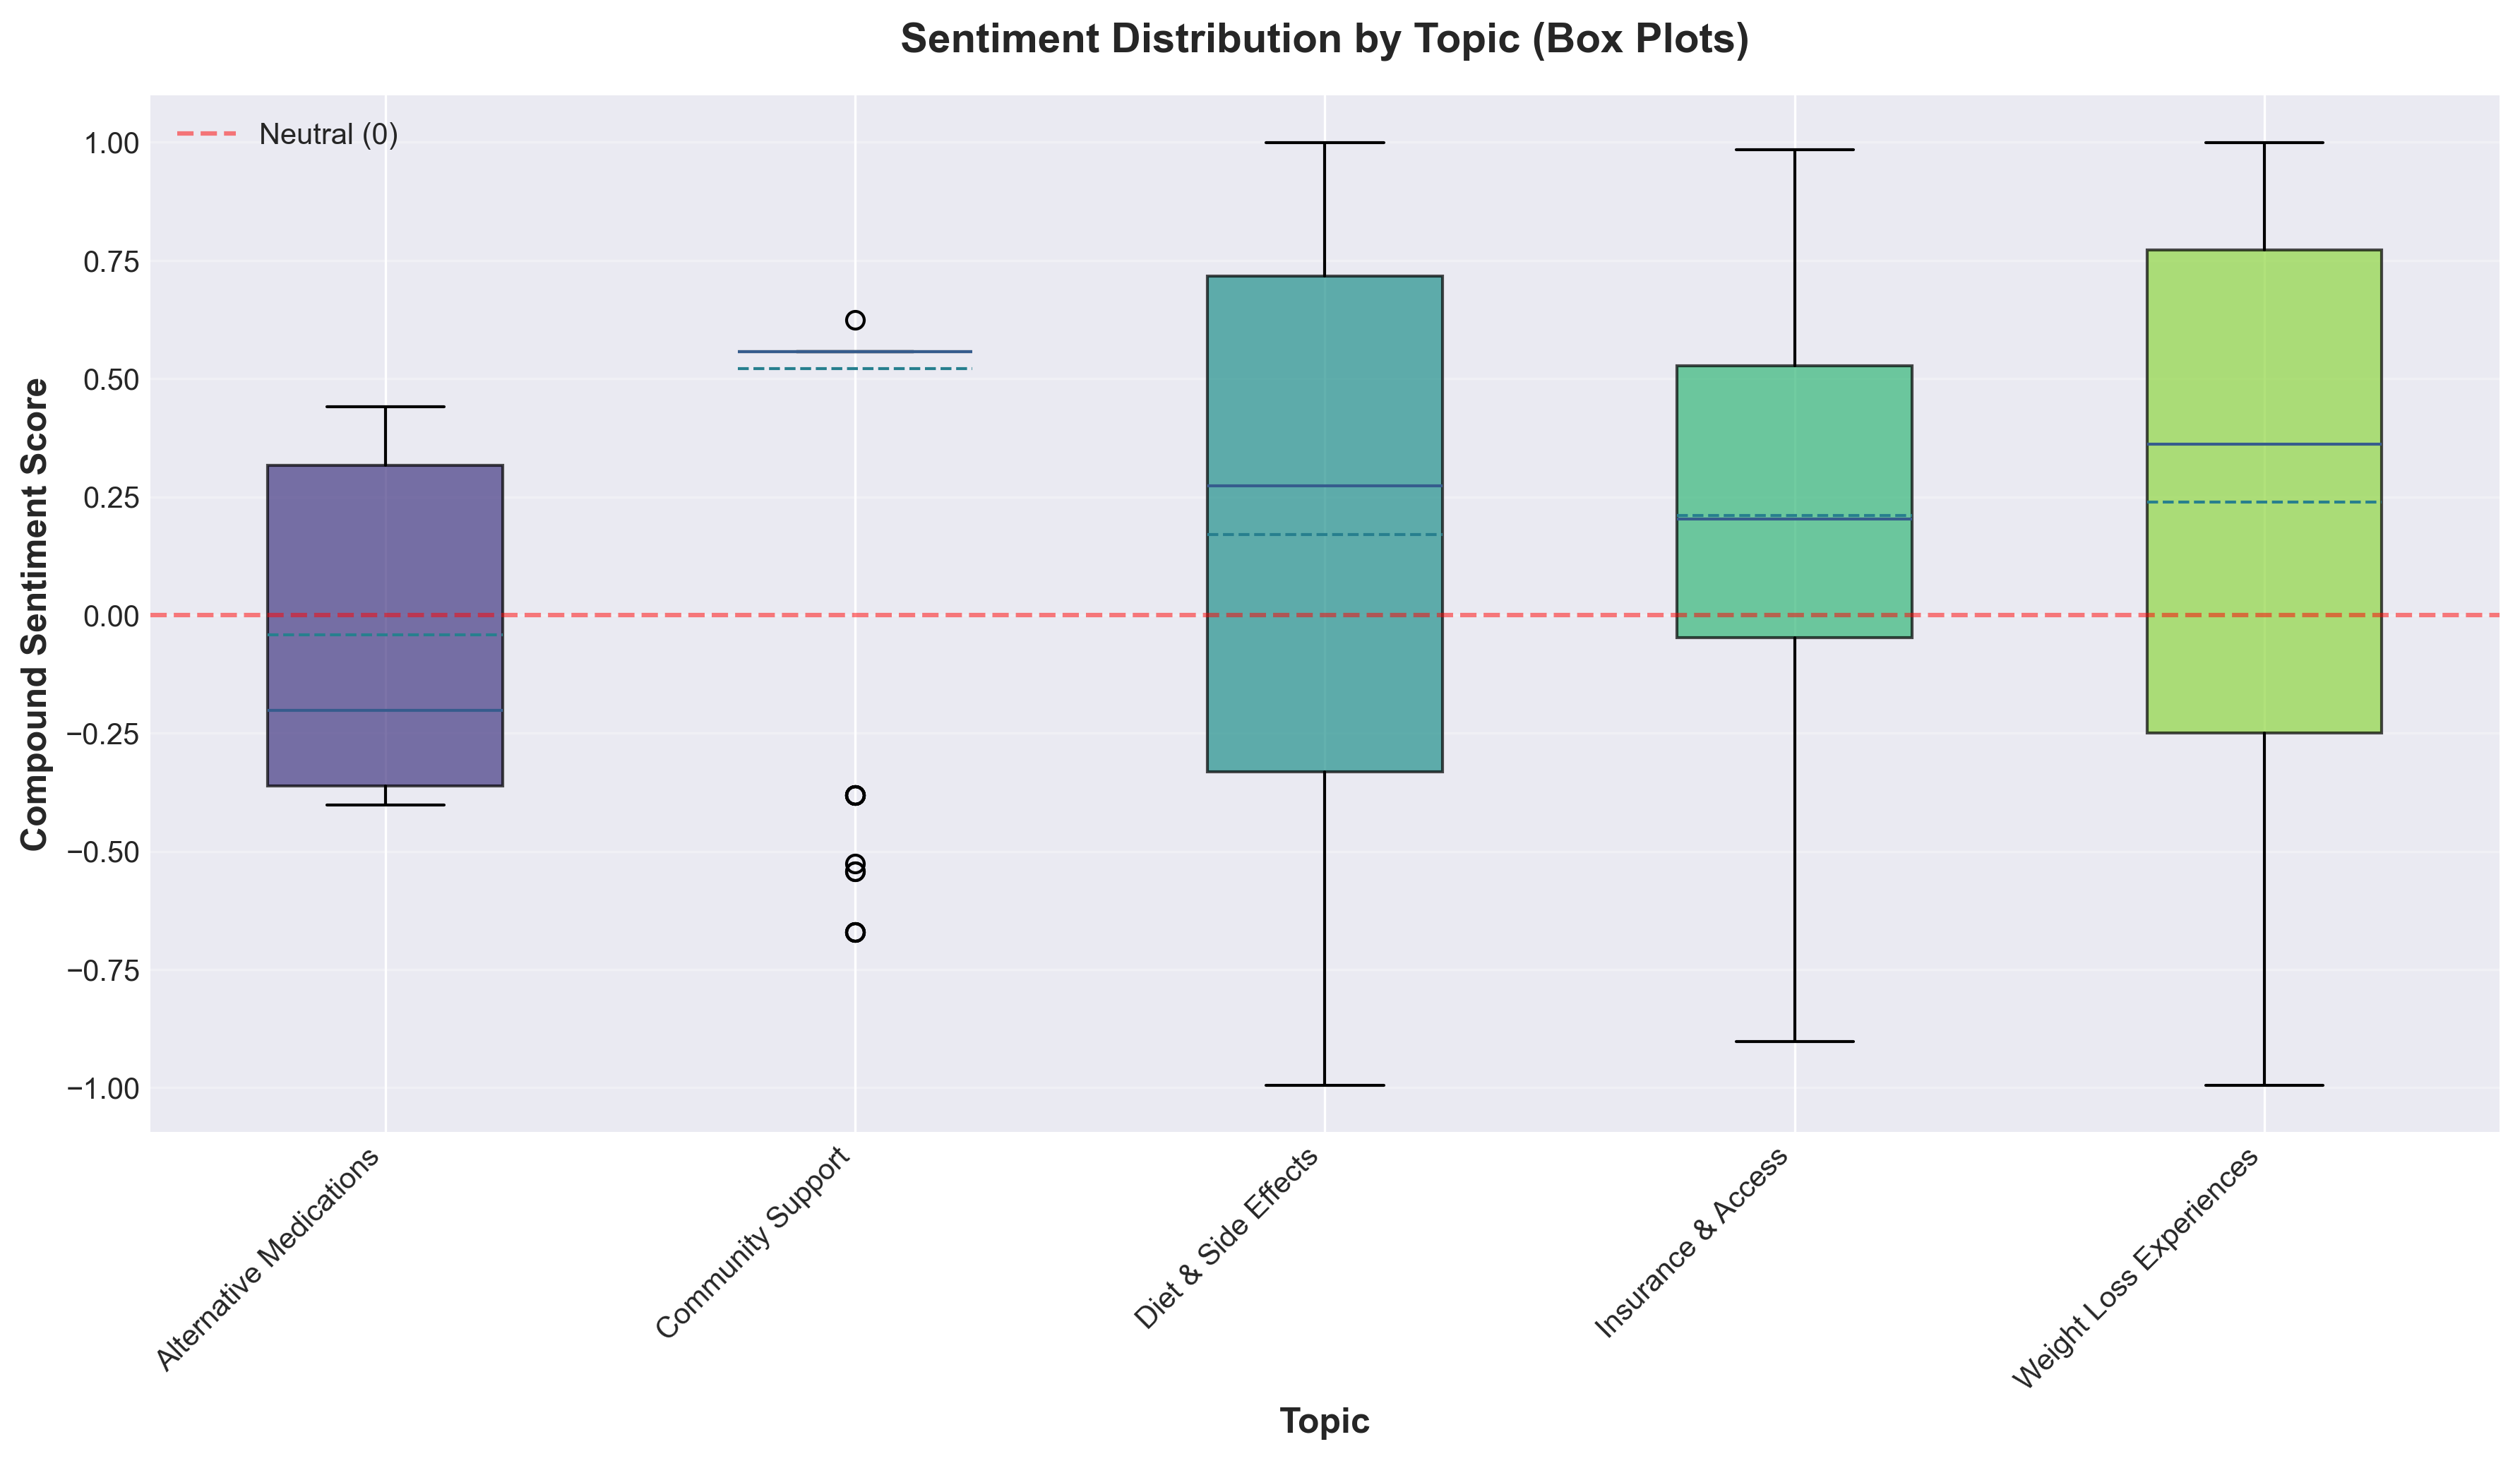 Sentiment Distribution by Topic (Box Plots)
Neutral (0)
Compound Sentiment Score
1.00
0.75
0.50
0.25
0.00
−0.25
−0.50
−0.75
−1.00
Alternative Medications
Community Support
Diet & Side Effects
Insurance & Access
Weight Loss Experiences
Topic